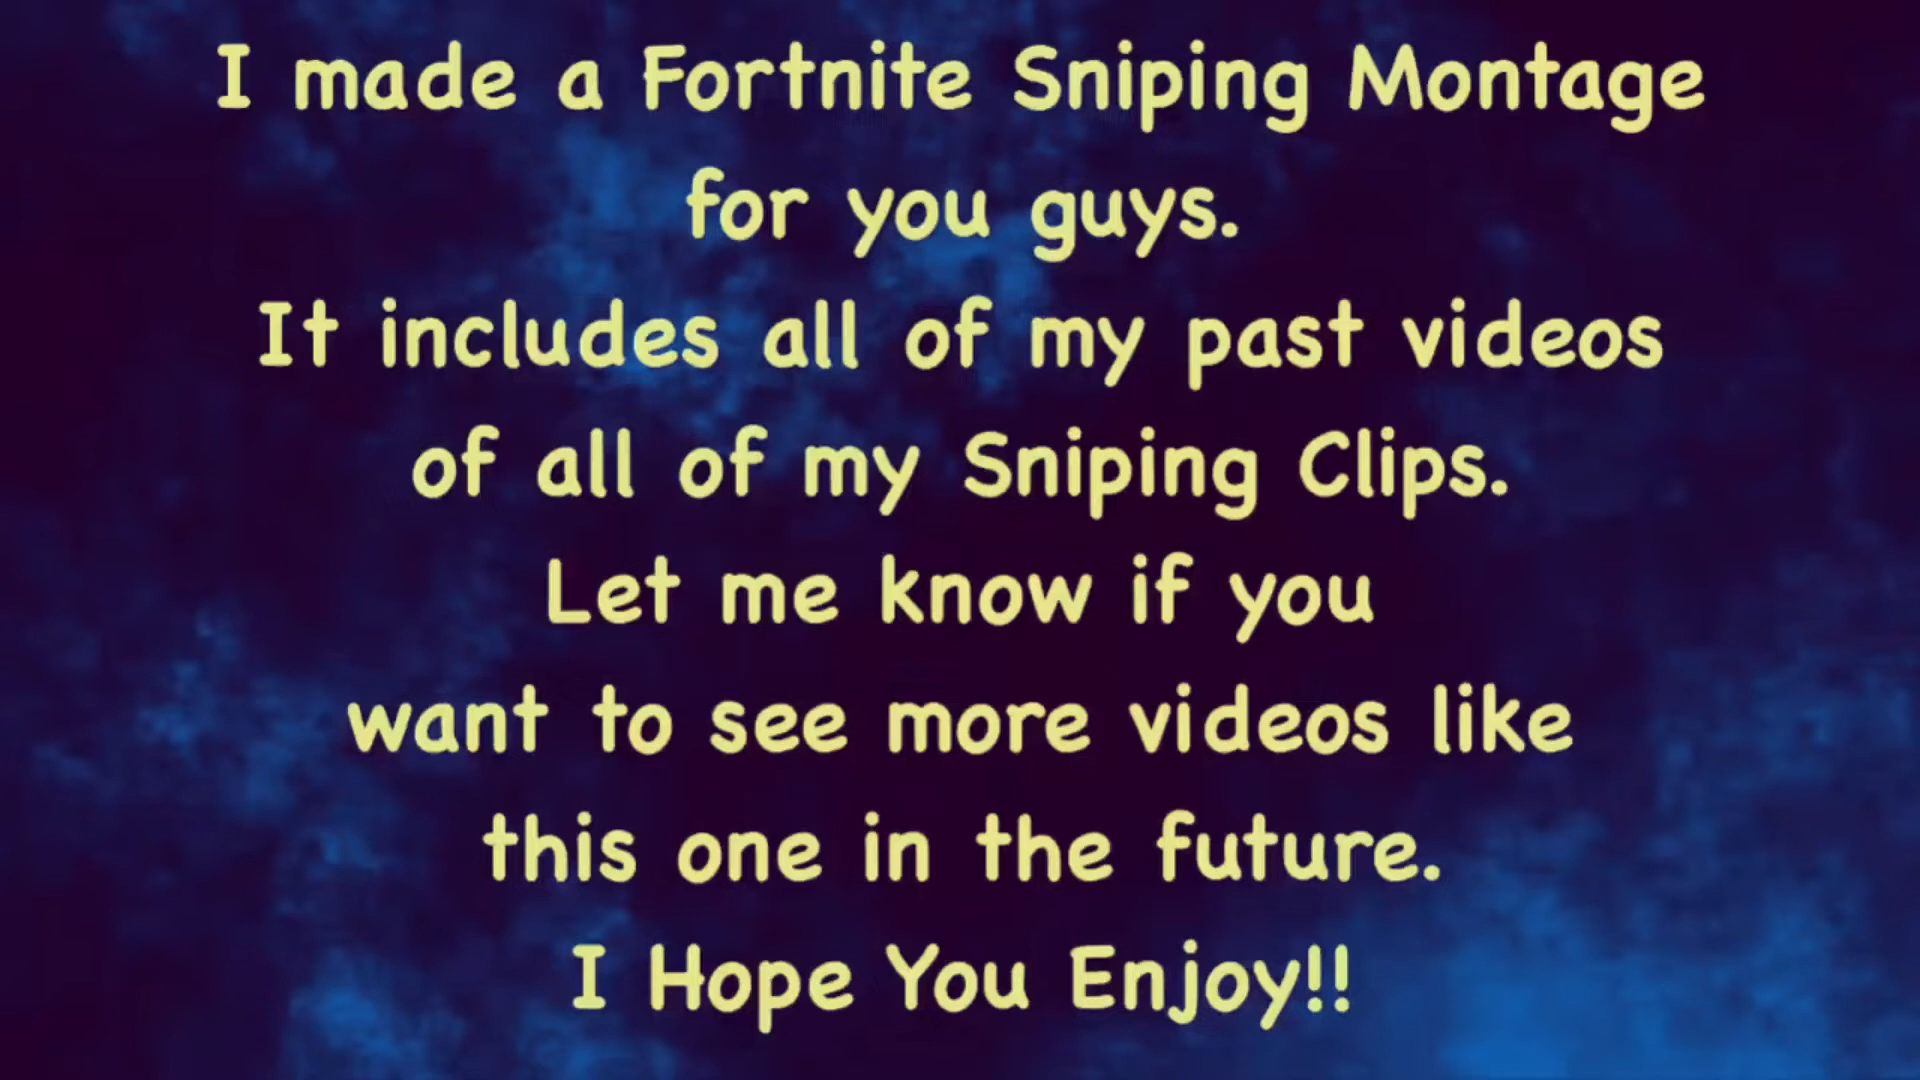 I made a Fortnite Sniping Montage
for you guys.
It includes all of my past videos
of all of my Sniping Clips.
Let me know if you
want to see more videos like
this one in the future.
I Hope You Enjoy!!